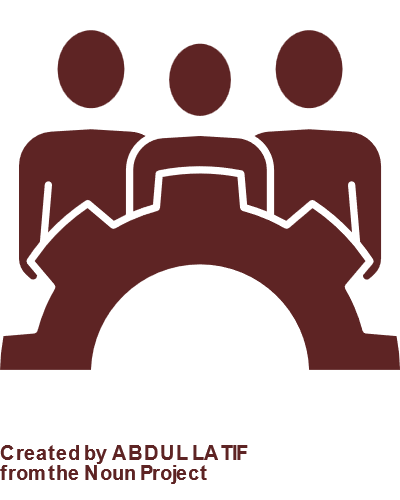 Created by ABDUL LATIF
from the Noun Project